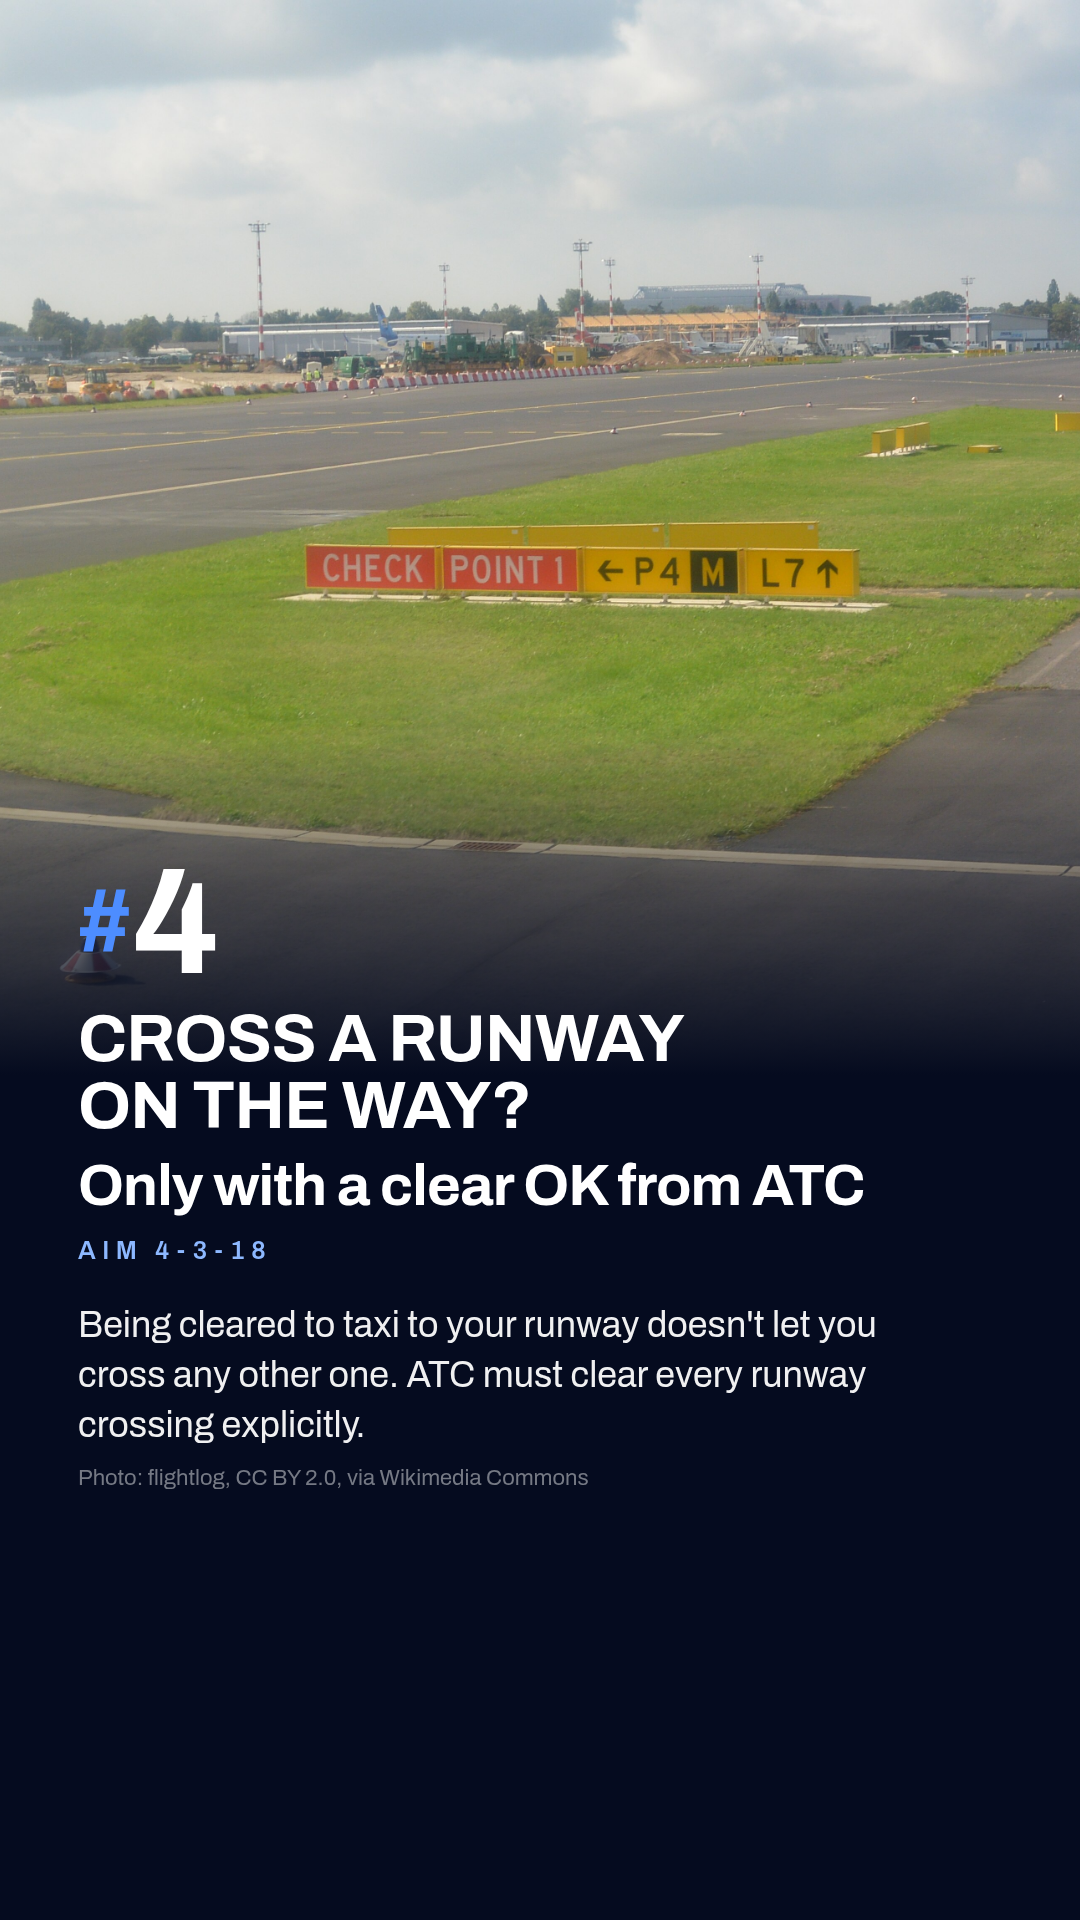 CHECK POINT 1 ← P4 M L7 ↑
#4
CROSS A RUNWAY
ON THE WAY?
Only with a clear OK from ATC
AIM 4-3-18
Being cleared to taxi to your runway doesn't let you
cross any other one. ATC must clear every runway
crossing explicitly.
Photo: flightlog, CC BY 2.0, via Wikimedia Commons